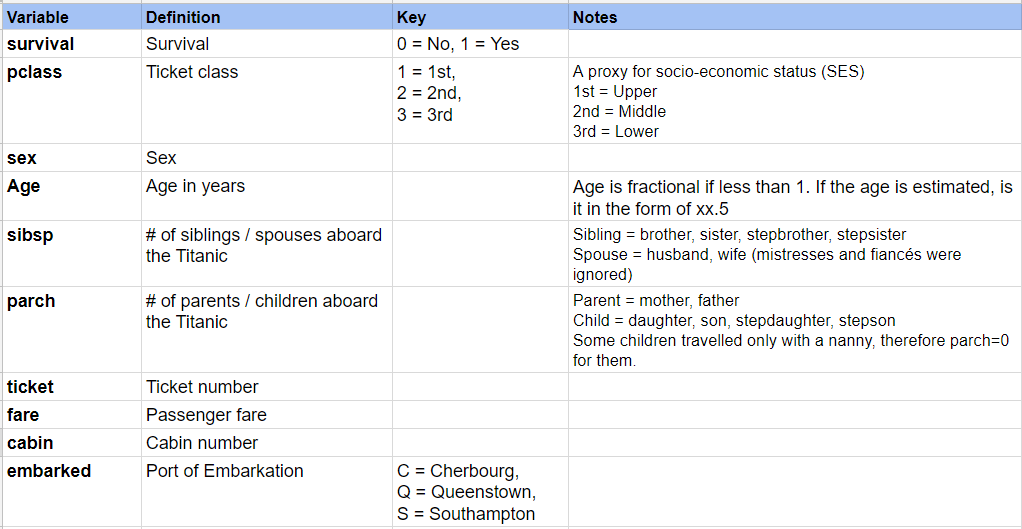 Variable Definition Key Notes
survival Survival 0 = No, 1 = Yes
pclass Ticket class 1 = 1st, A proxy for socio-economic status (SES)
2 = 2nd, 1st = Upper
3 = 3rd 2nd = Middle
3rd = Lower
sex Sex
Age Age in years Age is fractional if less than 1. If the age is estimated, is
it in the form of xx.5
sibsp # of siblings / spouses aboard Sibling = brother, sister, stepbrother, stepsister
the Titanic Spouse = husband, wife (mistresses and fiancés were
ignored)
parch # of parents / children aboard Parent = mother, father
the Titanic Child = daughter, son, stepdaughter, stepson
Some children travelled only with a nanny, therefore parch=0
for them.
ticket Ticket number
fare Passenger fare
cabin Cabin number
embarked Port of Embarkation C = Cherbourg,
Q = Queenstown,
S = Southampton